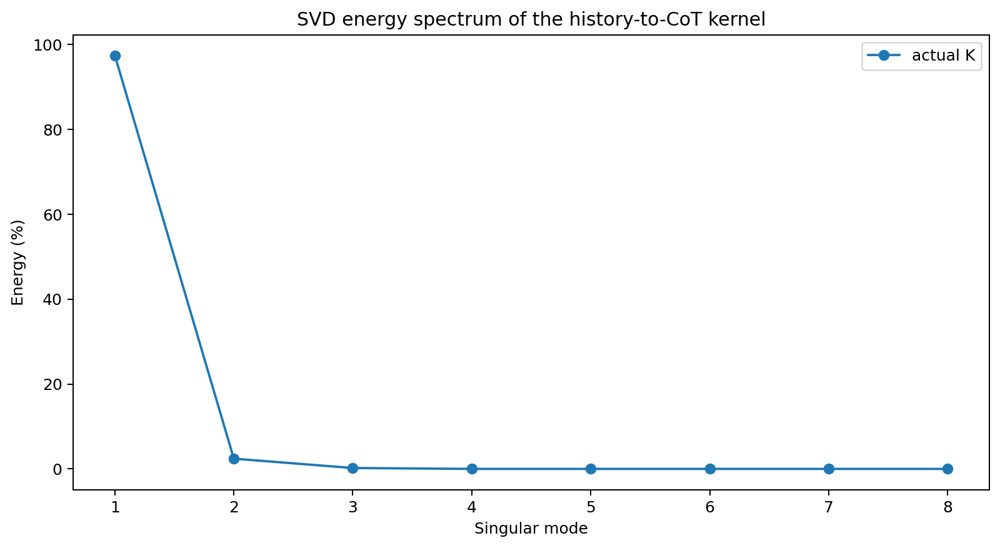 SVD energy spectrum of the history-to-CoT kernel
actual K
100
80
60
40
20
0
Energy (%)
1 2 3 4 5 6 7 8
Singular mode